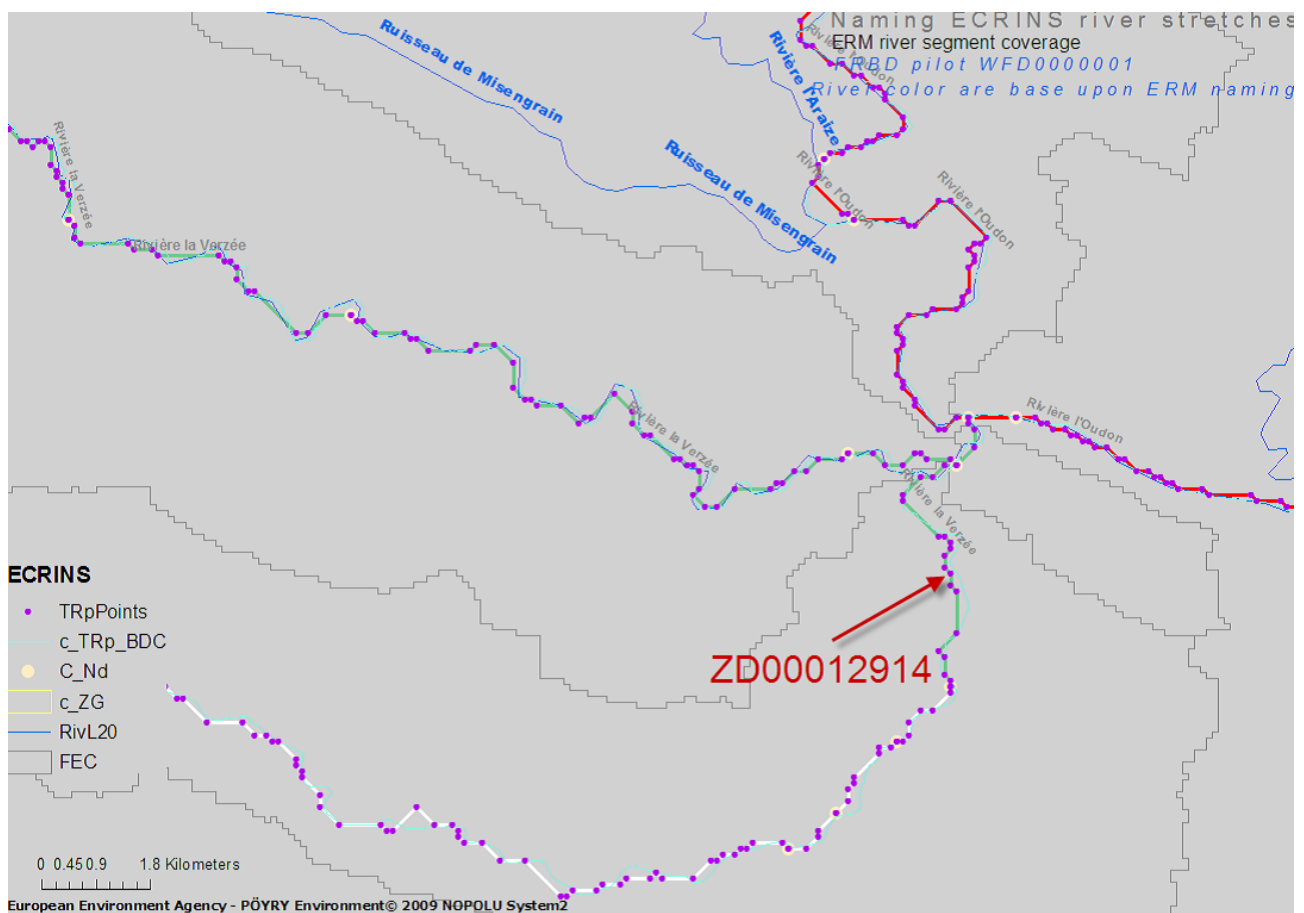 Naming ECRINS river stretches
ERM river segment coverage
FRBD pilot WFD0000001
River color are base upon ERM naming
Ruisseau de Misengrain
Rivière l'Oudon
Rivière l'Araize
Rivière la Verzée
Ruisseau de Misengrain
Rivière l'Oudon
Rivière l'Oudon
Rivière la Verzée
Rivière la Verzée
Rivière l'Oudon
Rivière la Verzée
ZD00012914
ECRINS
TRpPoints
c_TRp_BDC
C_Nd
c_ZG
RivL20
FEC
0 0.45 0.9 1.8 Kilometers
European Environment Agency - PÖYRY Environment© 2009 NOPOLU System2